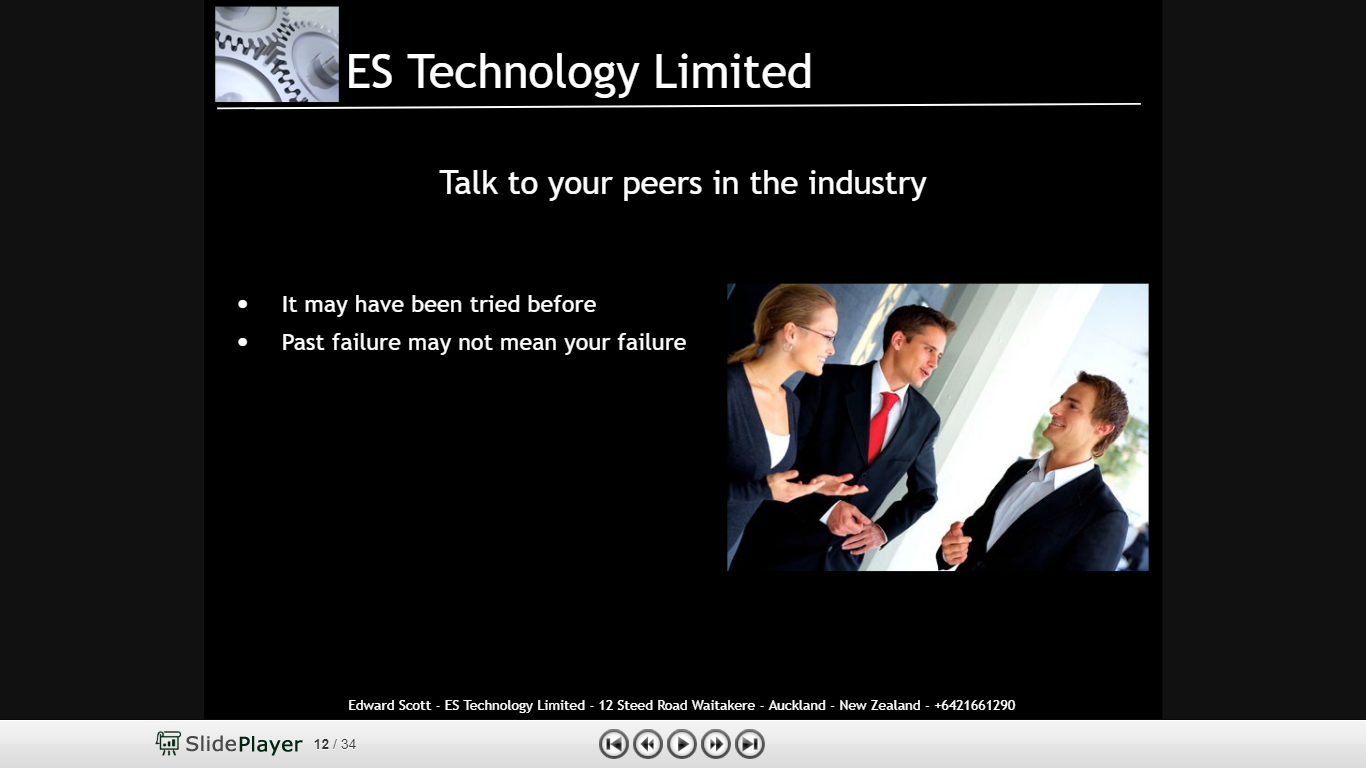 ES Technology Limited
Talk to your peers in the industry
• It may have been tried before
• Past failure may not mean your failure
Edward Scott - ES Technology Limited - 12 Steed Road Waitakere - Auckland - New Zealand - +6421661290
SlidePlayer 12 / 34